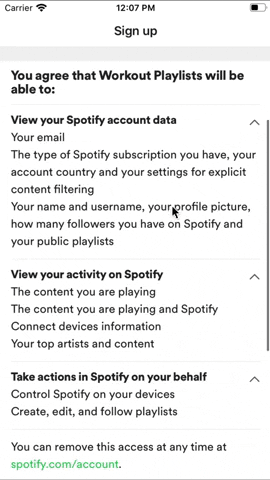 Carrier 12:07 PM
Sign up
You agree that Workout Playlists will be
able to:
View your Spotify account data
Your email
The type of Spotify subscription you have, your
account country and your settings for explicit
content filtering
Your name and username, your profile picture,
how many followers you have on Spotify and
your public playlists
View your activity on Spotify
The content you are playing
The content you are playing and Spotify
Connect devices information
Your top artists and content
Take actions in Spotify on your behalf
Control Spotify on your devices
Create, edit, and follow playlists
You can remove this access at any time at
spotify.com/account.